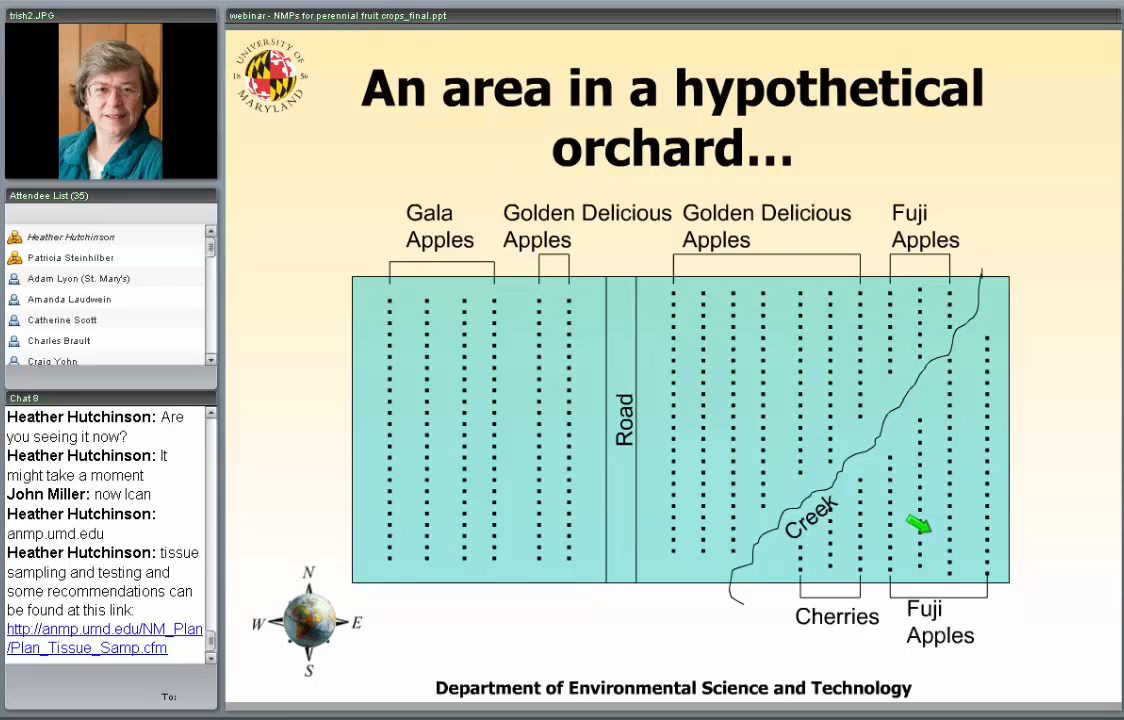 trish2.JPG
Attendee List (35)
Heather Hutchinson
Patricia Steinhilber
Adam Lyon (St. Mary's)
Amanda Laudwein
Catherine Scott
Charles Brault
Craig Yohn
Chat 8
Heather Hutchinson: Are
you seeing it now?
Heather Hutchinson: It
might take a moment
John Miller: now Ican
Heather Hutchinson:
anmp.umd.edu
Heather Hutchinson: tissue
sampling and testing and
some recommendations can
be found at this link:
http://anmp.umd.edu/NM_Plan
/Plan_Tissue_Samp.cfm
To:
webinar - NMPs for perennial fruit crops_final.ppt
UNIVERSITY OF
18 56
MARYLAND
An area in a hypothetical
orchard...
Gala
Apples
Golden Delicious
Apples
Golden Delicious
Apples
Fuji
Apples
Road
Creek
Cherries
Fuji
Apples
N
W E
S
Department of Environmental Science and Technology